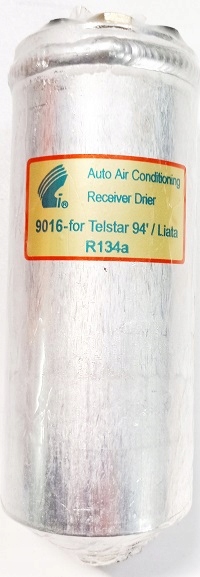 i®
Auto Air Conditioning
Receiver Drier
9016-for Telstar 94' / Liata
R134a